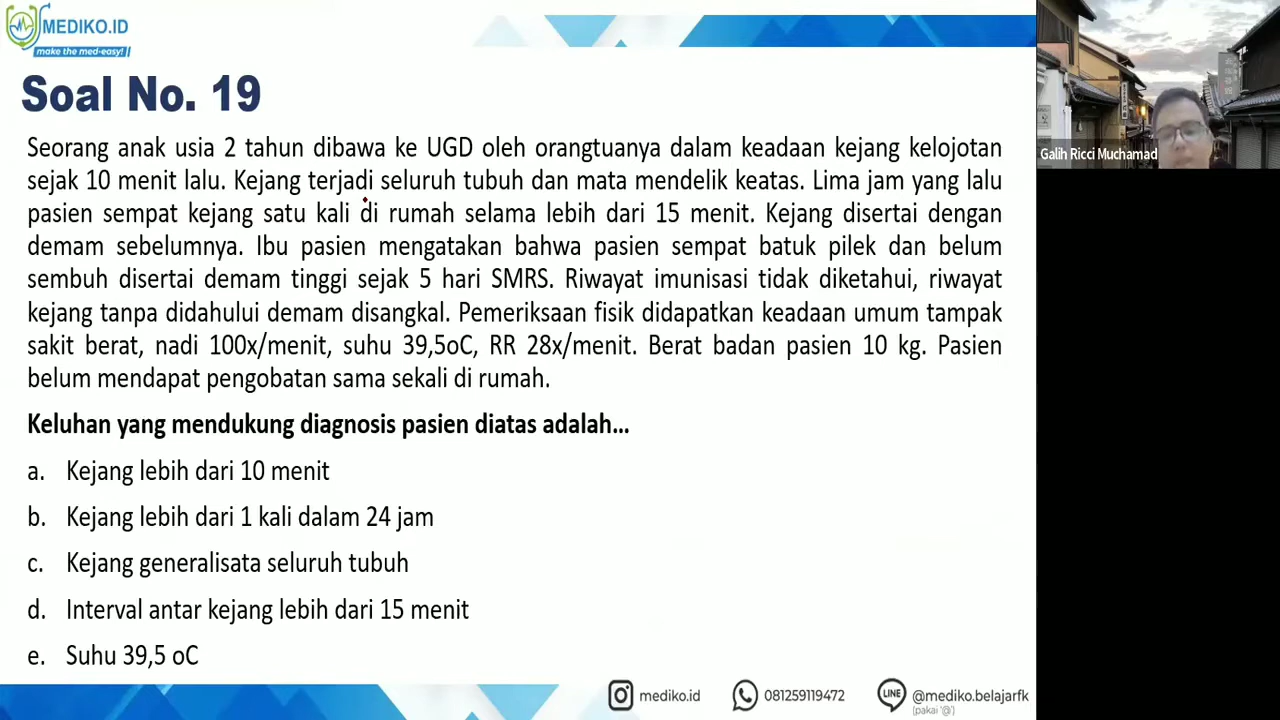 MEDIKO.ID
make the med-easy!
Soal No. 19
Seorang anak usia 2 tahun dibawa ke UGD oleh orangtuanya dalam keadaan kejang kelojotan
sejak 10 menit lalu. Kejang terjadi seluruh tubuh dan mata mendelik keatas. Lima jam yang lalu
pasien sempat kejang satu kali di rumah selama lebih dari 15 menit. Kejang disertai dengan
demam sebelumnya. Ibu pasien mengatakan bahwa pasien sempat batuk pilek dan belum
sembuh disertai demam tinggi sejak 5 hari SMRS. Riwayat imunisasi tidak diketahui, riwayat
kejang tanpa didahului demam disangkal. Pemeriksaan fisik didapatkan keadaan umum tampak
sakit berat, nadi 100x/menit, suhu 39,5oC, RR 28x/menit. Berat badan pasien 10 kg. Pasien
belum mendapat pengobatan sama sekali di rumah.
Keluhan yang mendukung diagnosis pasien diatas adalah...
a. Kejang lebih dari 10 menit
b. Kejang lebih dari 1 kali dalam 24 jam
c. Kejang generalisata seluruh tubuh
d. Interval antar kejang lebih dari 15 menit
e. Suhu 39,5 oC
mediko.id
081259119472
LINE
@mediko.belajarfk
(pakai '@')
Galih Ricci Muchamad